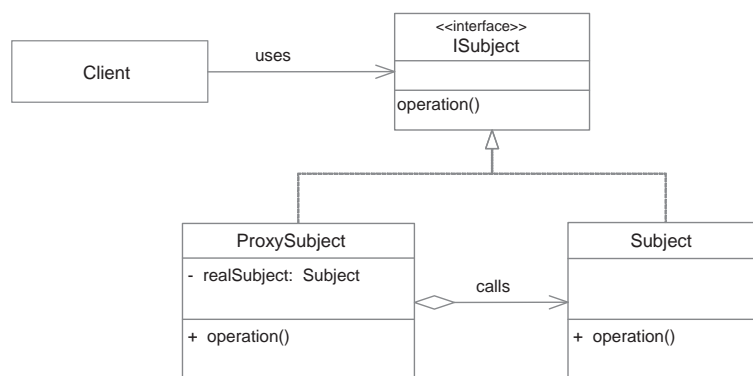 <<interface>>
ISubject
Client
uses
operation()
ProxySubject
- realSubject: Subject
+ operation()
calls
Subject
+ operation()